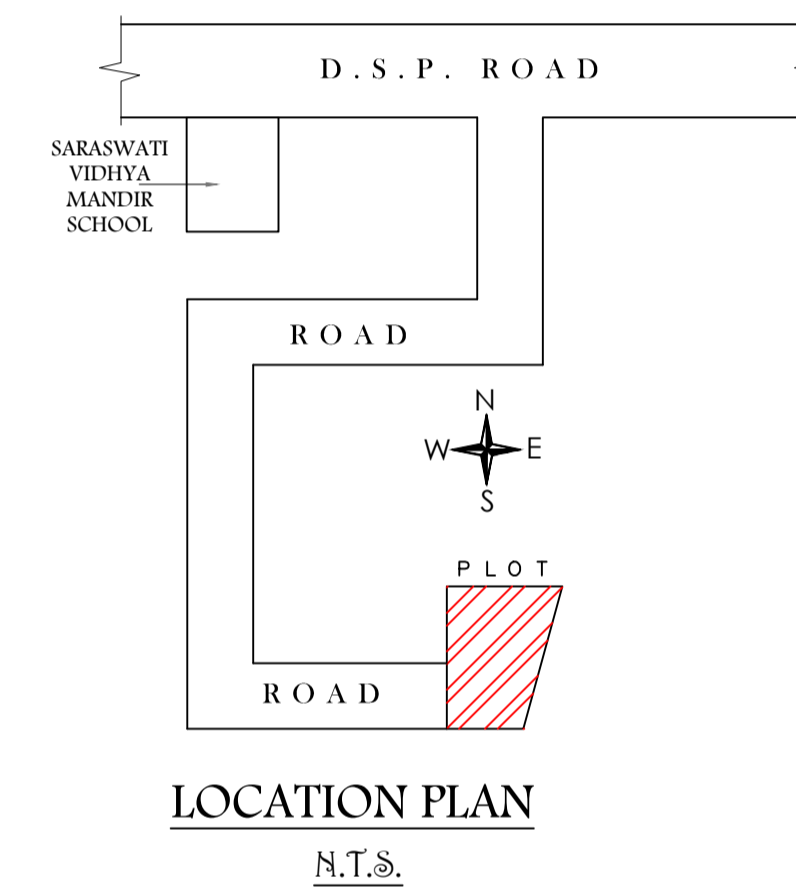 D.S.P. ROAD
SARASWATI
VIDHYA
MANDIR
SCHOOL
ROAD
N
W E
S
PLOT
ROAD
LOCATION PLAN
N.T.S.